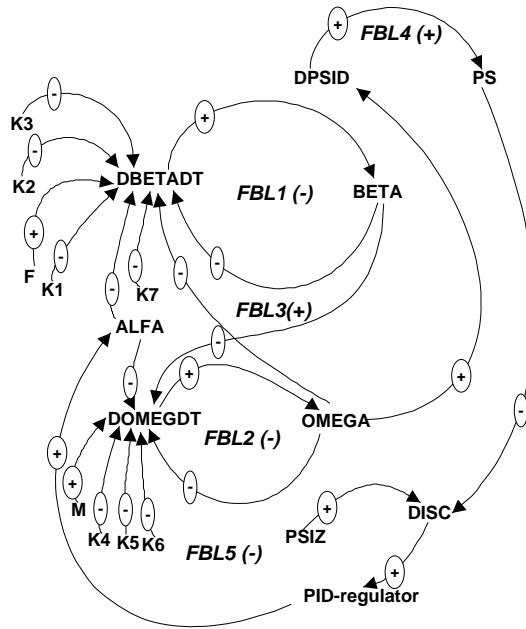 +
FBL4 (+)
DPSID
PS
K3
-
K2
-
+
DBETADT
FBL1 (-)
BETA
+
F
-
K1
-
K7
-
-
-
FBL3(+)
ALFA
-
-
+
+
DOMEGDT
OMEGA
FBL2 (-)
-
-
+
+
M
-
K4
-
K5
-
K6
FBL5 (-)
PSIZ
+
DISC
+
PID-regulator